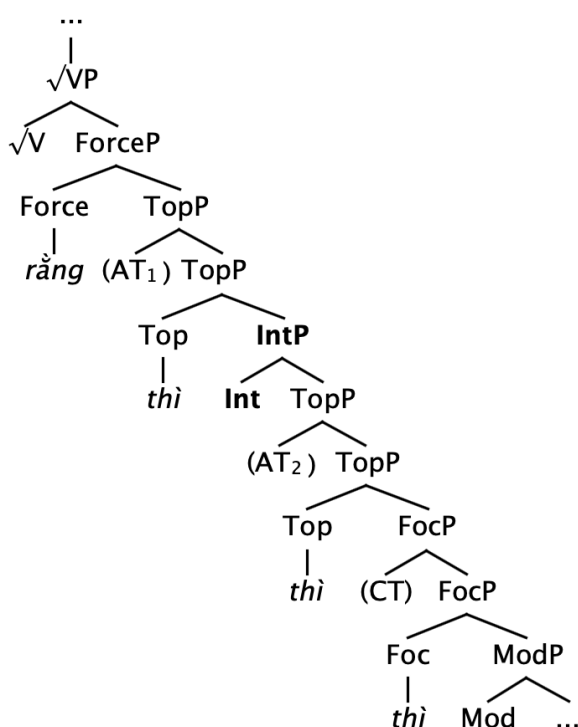 ...
√VP
√V ForceP
Force TopP
rằng (AT₁) TopP
Top IntP
thì Int TopP
(AT₂) TopP
Top FocP
thì (CT) FocP
Foc ModP
thì Mod ...